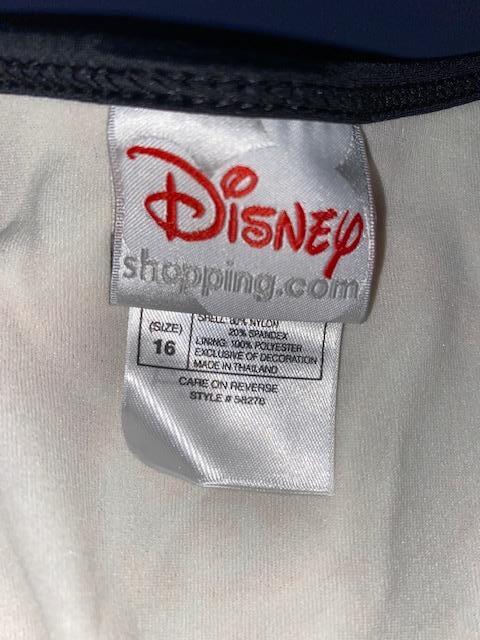 Disney
shopping.com
SHELL: 80% NYLON
20% SPANDEX
(SIZE)
16
LINING: 100% POLYESTER
EXCLUSIVE OF DECORATION
MADE IN THAILAND
CARE ON REVERSE
STYLE # 58278